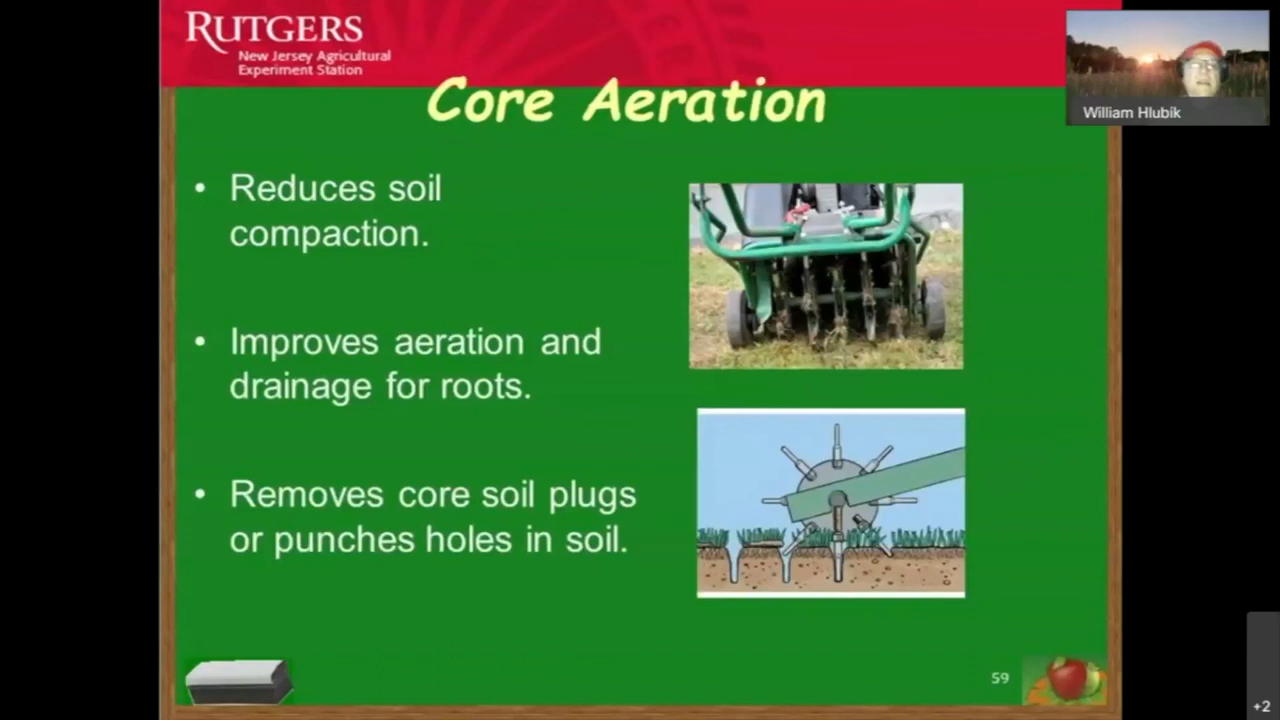 RUTGERS
New Jersey Agricultural
Experiment Station
William Hlubik
Core Aeration
• Reduces soil
compaction.
• Improves aeration and
drainage for roots.
• Removes core soil plugs
or punches holes in soil.
59
+2